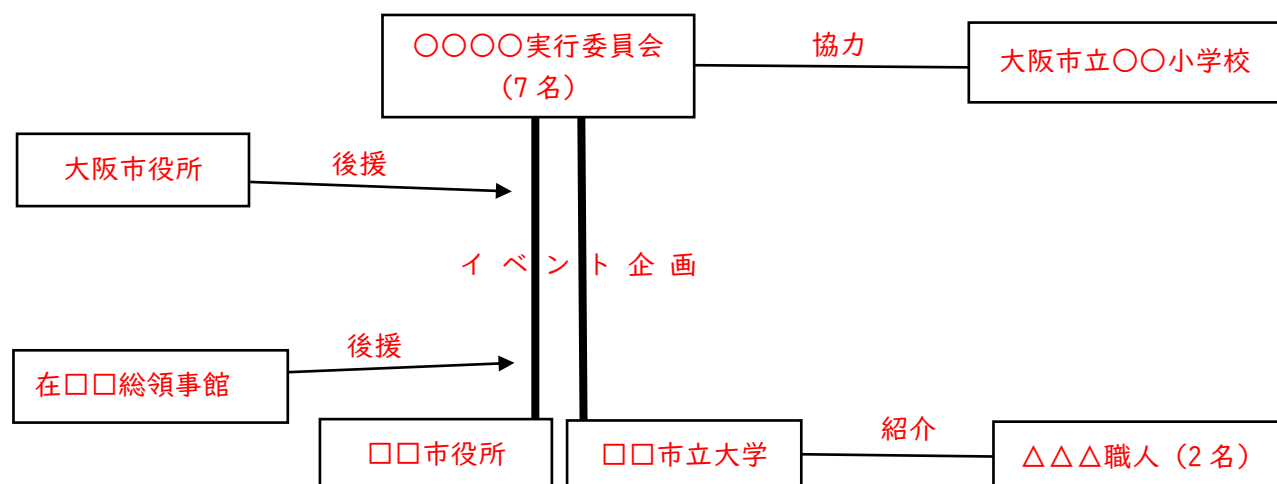 〇〇〇〇実行委員会
(7名)
協力
大阪市立〇〇小学校
大阪市役所
後援
イベント企画
在□□総領事館
後援
□□市役所
□□市立大学
紹介
△△△職人（2名）